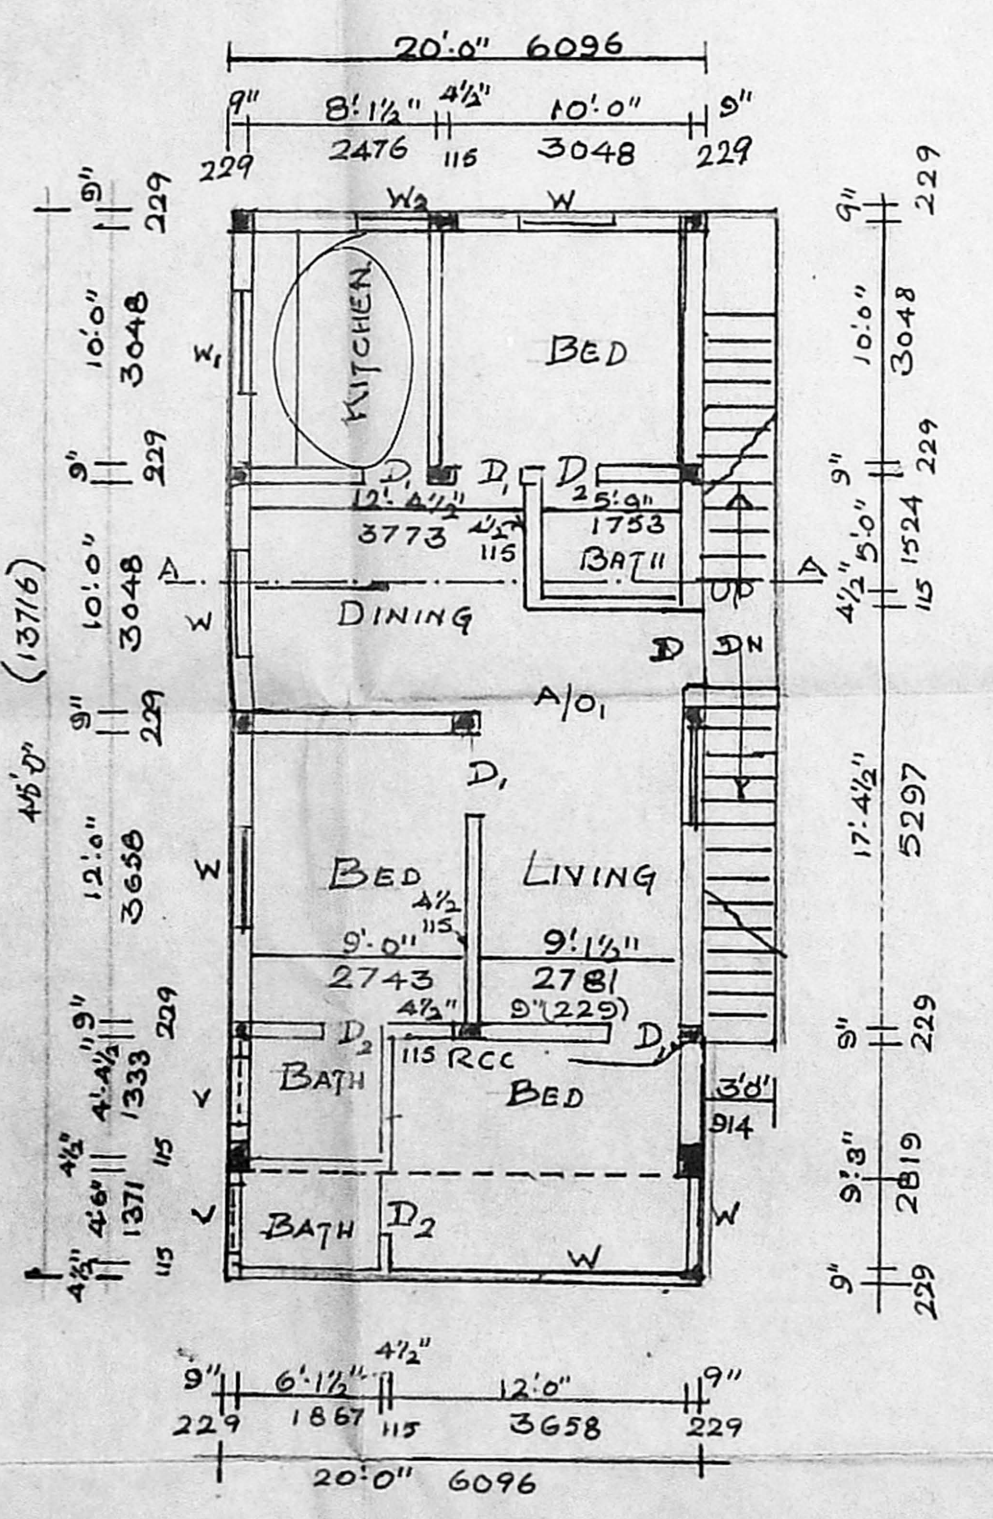 20'-0" 6096
9" 8'-1½" 4½" 10'-0" 9"
229 2476 115 3048 229
W2 W
9" 229
10'-0" 3048
9" 229
10'-0" 3048
9" 229
12'-0" 3658
9" 229
4'-4½" 1333
4½" 115
4'-6" 1371
4½" 115
45'-0" (13716)
W1
W
W
V
V
KITCHEN
BED
D1 D1 D2
12'-4½" 5'-9"
3773 4½ 1753
115
BATH
A A
UP
DINING
D DN
A/O1
D1
BED LIVING
4½
115
9'-0" 9'-1½"
2743 2781
4½" 9"(229)
D2 D
115 RCC
BATH BED
3'0"
914
BATH D2
W
W
9" 229
10'-0" 3048
9" 229
5'-0" 1524
4½" 115
17'-4½" 5297
9" 229
9'-3" 2819
9" 229
9" 6'-1½" 4½" 12'-0" 9"
229 1867 115 3658 229
20'-0" 6096